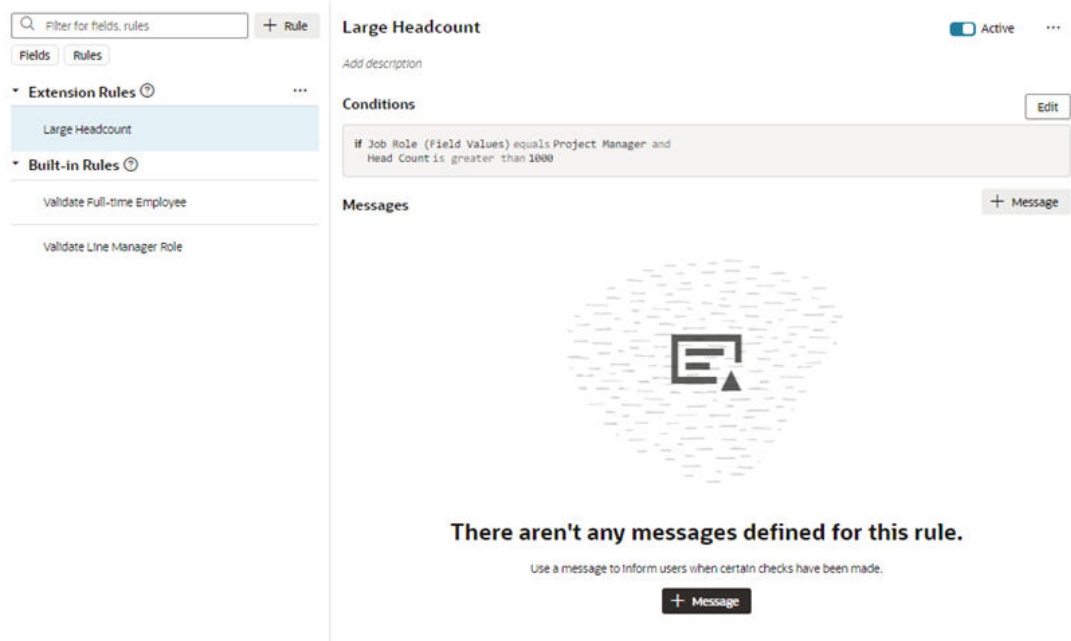 Filter for fields, rules
+ Rule
Fields Rules
Extension Rules
Large Headcount
Built-in Rules
Validate Full-time Employee
Validate Line Manager Role
Large Headcount
Active
Add description
Conditions
Edit
if Job Role (Field Values) equals Project Manager and
Head Count is greater than 1000
Messages
+ Message
There aren't any messages defined for this rule.
Use a message to inform users when certain checks have been made.
+ Message